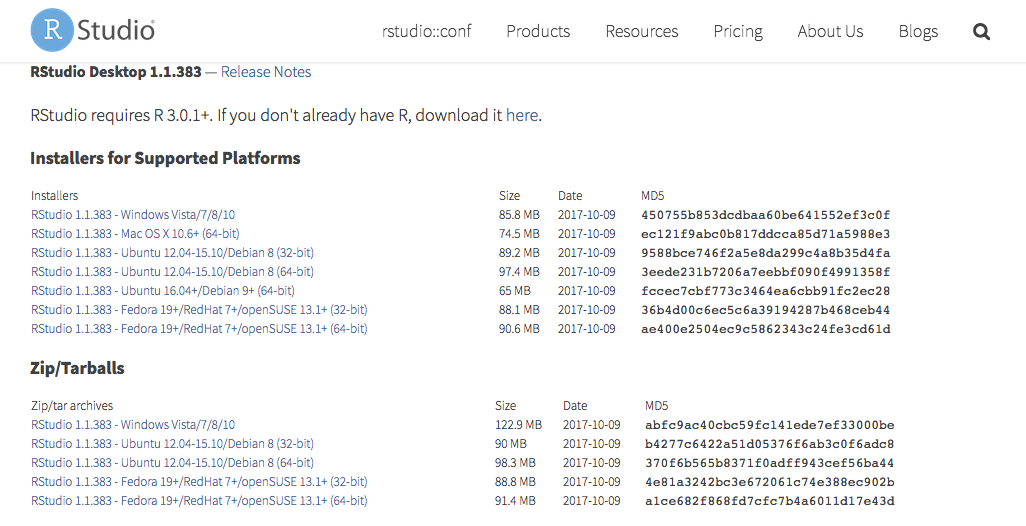 R Studio rstudio::conf Products Resources Pricing About Us Blogs
RStudio Desktop 1.1.383 — Release Notes
RStudio requires R 3.0.1+. If you don't already have R, download it here.
Installers for Supported Platforms
Installers Size Date MD5
RStudio 1.1.383 - Windows Vista/7/8/10 85.8 MB 2017-10-09 450755b853dcdbaa60be641552ef3c0f
RStudio 1.1.383 - Mac OS X 10.6+ (64-bit) 74.5 MB 2017-10-09 ec121f9abc0b817ddcca85d71a5988e3
RStudio 1.1.383 - Ubuntu 12.04-15.10/Debian 8 (32-bit) 89.2 MB 2017-10-09 9588bce746f2a5e8da299c4a8b35d4fa
RStudio 1.1.383 - Ubuntu 12.04-15.10/Debian 8 (64-bit) 97.4 MB 2017-10-09 3eede231b7206a7eebbf090f4991358f
RStudio 1.1.383 - Ubuntu 16.04+/Debian 9+ (64-bit) 65 MB 2017-10-09 fccec7cbf773c3464ea6cbb91fc2ec28
RStudio 1.1.383 - Fedora 19+/RedHat 7+/openSUSE 13.1+ (32-bit) 88.1 MB 2017-10-09 36b4d00c6ec5c6a39194287b468ceb44
RStudio 1.1.383 - Fedora 19+/RedHat 7+/openSUSE 13.1+ (64-bit) 90.6 MB 2017-10-09 ae400e2504ec9c5862343c24fe3cd61d
Zip/Tarballs
Zip/tar archives Size Date MD5
RStudio 1.1.383 - Windows Vista/7/8/10 122.9 MB 2017-10-09 abfc9ac40cbc59fc141ede7ef33000be
RStudio 1.1.383 - Ubuntu 12.04-15.10/Debian 8 (32-bit) 90 MB 2017-10-09 b4277c6422a51d05376f6ab3c0f6adc8
RStudio 1.1.383 - Ubuntu 12.04-15.10/Debian 8 (64-bit) 98.3 MB 2017-10-09 370f6b565b8371f0adff943cef56ba44
RStudio 1.1.383 - Fedora 19+/RedHat 7+/openSUSE 13.1+ (32-bit) 88.8 MB 2017-10-09 4e81a3242bc3e672061c74e388ec902b
RStudio 1.1.383 - Fedora 19+/RedHat 7+/openSUSE 13.1+ (64-bit) 91.4 MB 2017-10-09 a1ce682f868fd7cfc7b4a6011d17e43d